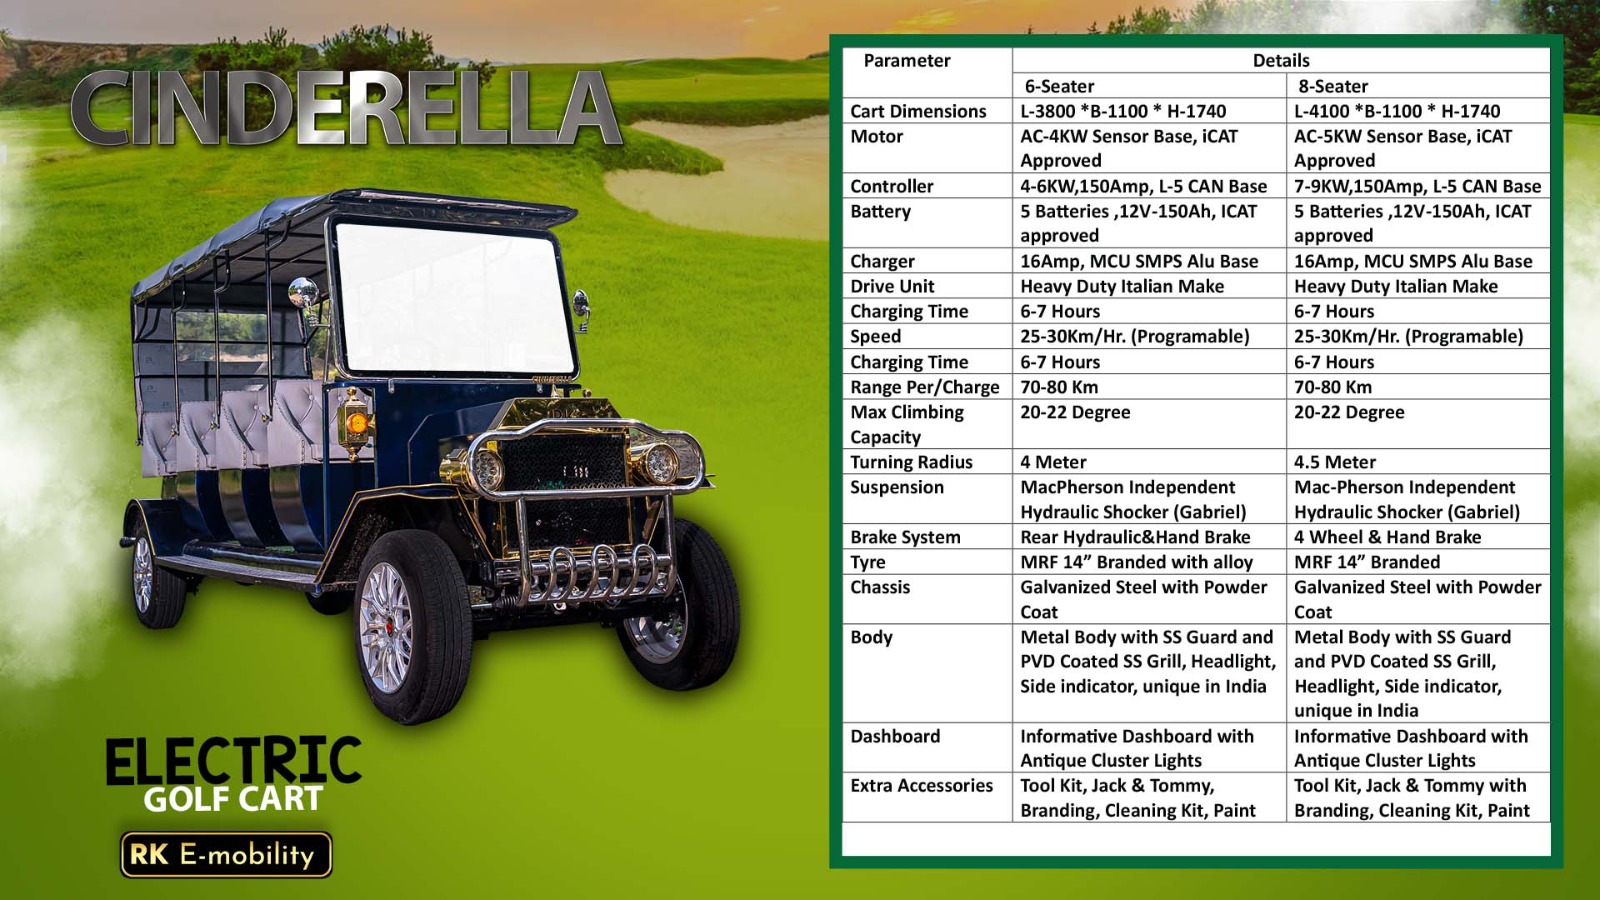 CINDERELLA
CINDERELLA
ELECTRIC
GOLF CART
RK E-mobility
Parameter Details
6-Seater 8-Seater
Cart Dimensions L-3800 *B-1100 * H-1740 L-4100 *B-1100 * H-1740
Motor AC-4KW Sensor Base, iCAT AC-5KW Sensor Base, iCAT
Approved Approved
Controller 4-6KW,150Amp, L-5 CAN Base 7-9KW,150Amp, L-5 CAN Base
Battery 5 Batteries ,12V-150Ah, ICAT 5 Batteries ,12V-150Ah, ICAT
approved approved
Charger 16Amp, MCU SMPS Alu Base 16Amp, MCU SMPS Alu Base
Drive Unit Heavy Duty Italian Make Heavy Duty Italian Make
Charging Time 6-7 Hours 6-7 Hours
Speed 25-30Km/Hr. (Programable) 25-30Km/Hr. (Programable)
Charging Time 6-7 Hours 6-7 Hours
Range Per/Charge 70-80 Km 70-80 Km
Max Climbing 20-22 Degree 20-22 Degree
Capacity
Turning Radius 4 Meter 4.5 Meter
Suspension MacPherson Independent Mac-Pherson Independent
Hydraulic Shocker (Gabriel) Hydraulic Shocker (Gabriel)
Brake System Rear Hydraulic&Hand Brake 4 Wheel & Hand Brake
Tyre MRF 14” Branded with alloy MRF 14” Branded
Chassis Galvanized Steel with Powder Galvanized Steel with Powder
Coat Coat
Body Metal Body with SS Guard and Metal Body with SS Guard
PVD Coated SS Grill, Headlight, and PVD Coated SS Grill,
Side indicator, unique in India Headlight, Side indicator,
unique in India
Dashboard Informative Dashboard with Informative Dashboard with
Antique Cluster Lights Antique Cluster Lights
Extra Accessories Tool Kit, Jack & Tommy, Tool Kit, Jack & Tommy with
Branding, Cleaning Kit, Paint Branding, Cleaning Kit, Paint